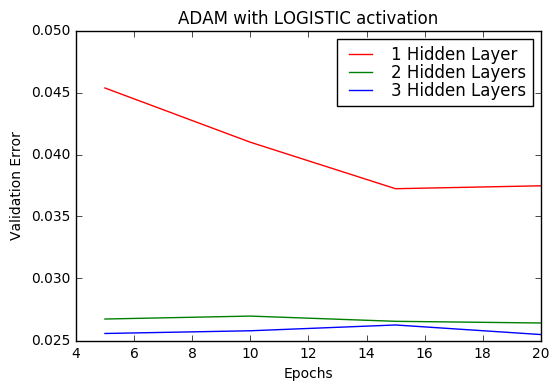 ADAM with LOGISTIC activation
0.050
0.045
0.040
0.035
0.030
0.025
Validation Error
1 Hidden Layer
2 Hidden Layers
3 Hidden Layers
4 6 8 10 12 14 16 18 20
Epochs